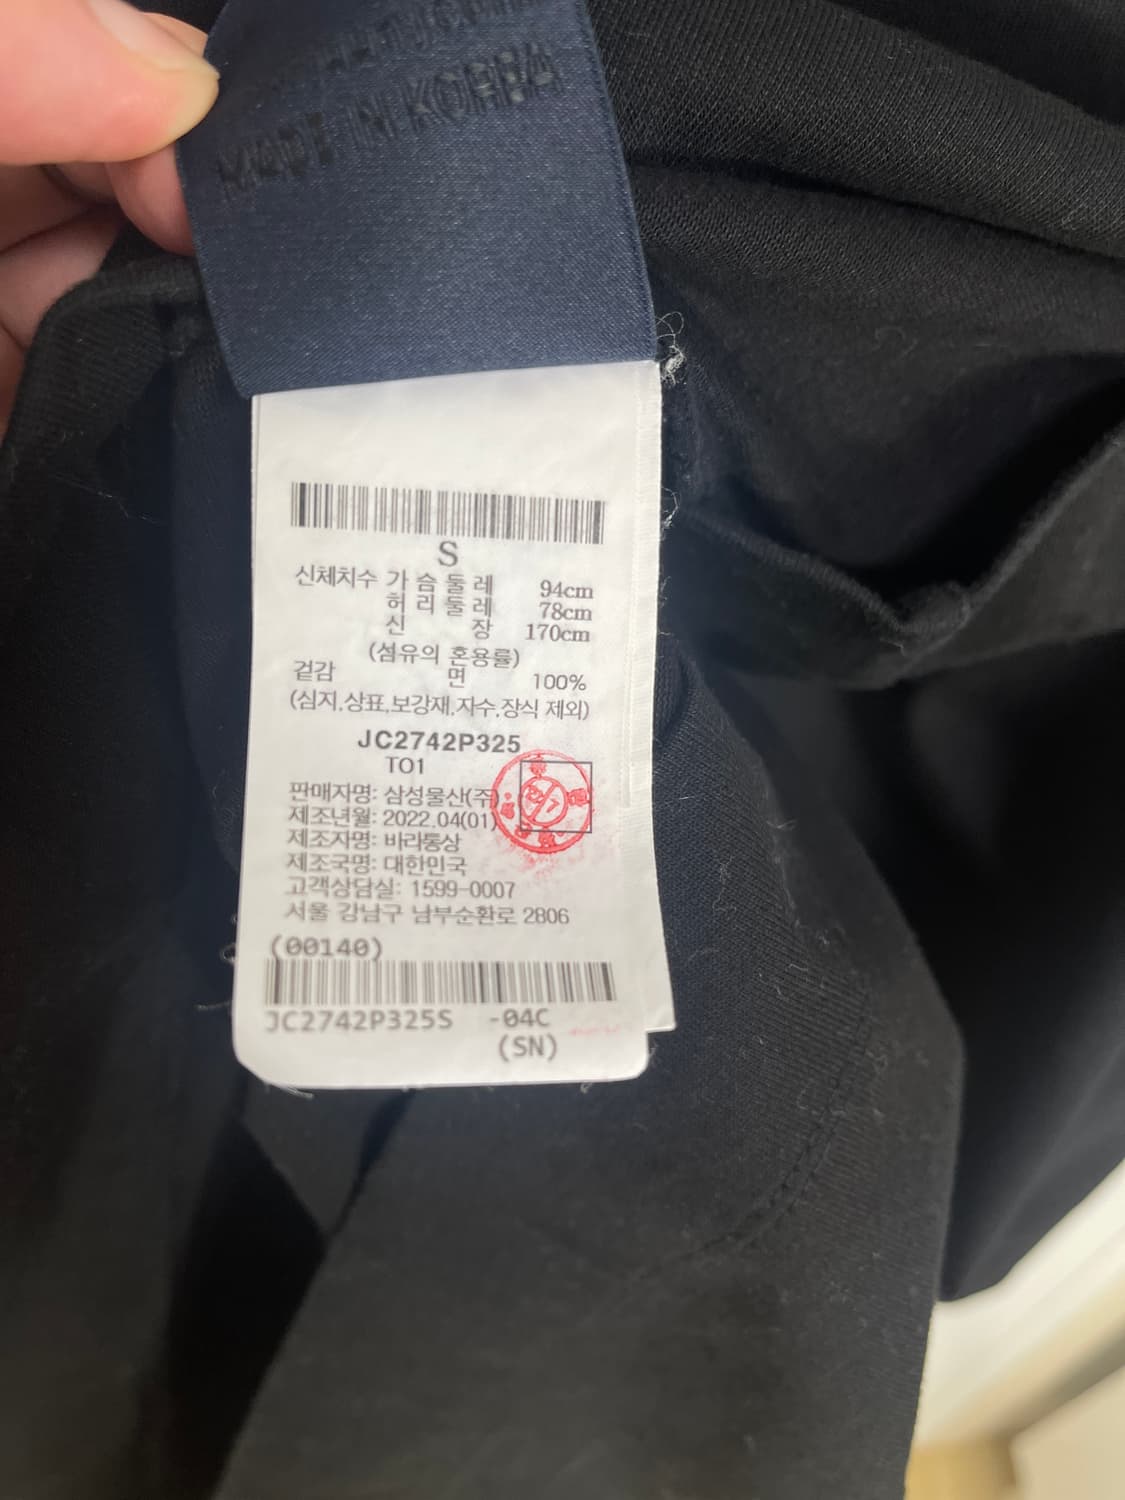 MADE IN KOREA
S
신체치수 가 슴 둘 레 94cm
허 리 둘 레 78cm
신 장 170cm
(섬유의 혼용률)
겉감 면 100%
(심지,상표,보강재,자수,장식 제외)
JC2742P325
TO1
판매자명: 삼성물산(주)
제조년월: 2022.04(01)
제조자명: 바라통상
제조국명: 대한민국
고객상담실: 1599-0007
서울 강남구 남부순환로 2806
(00140)
JC2742P325S -04C
(SN)